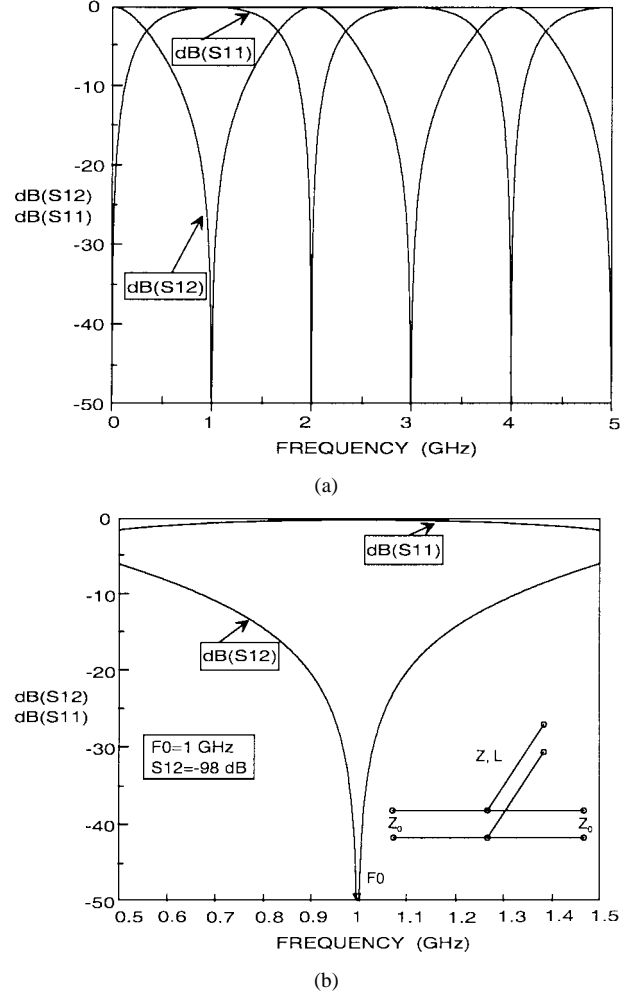 0
-10
-20
-30
-40
-50
dB(S12)
dB(S11)
dB(S11)
dB(S12)
0 1 2 3 4 5
FREQUENCY (GHz)
(a)
0
-10
-20
-30
-40
-50
dB(S12)
dB(S11)
dB(S11)
dB(S12)
F0=1 GHz
S12=-98 dB
Z, L
Z₀ Z₀
F0
0.5 0.6 0.7 0.8 0.9 1 1.1 1.2 1.3 1.4 1.5
FREQUENCY (GHz)
(b)